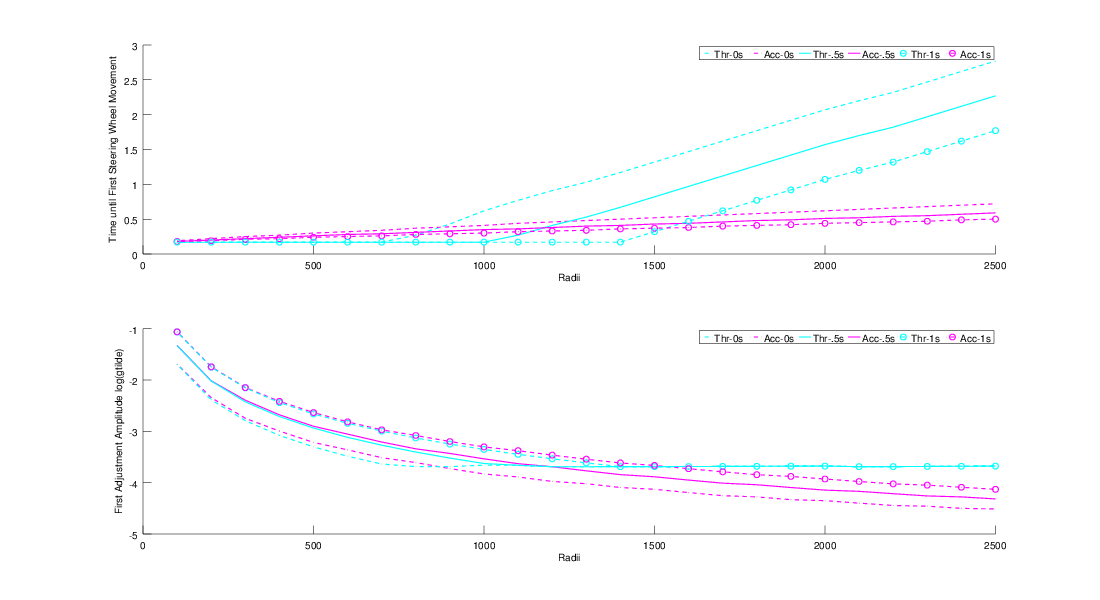 3
2.5
2
1.5
1
0.5
0
Time until First Steering Wheel Movement
Thr-0s Acc-0s Thr-.5s Acc-.5s Thr-1s Acc-1s
0 500 1000 1500 2000 2500
Radii
-1
-2
-3
-4
-5
First Adjustment Amplitude log(gtilde)
Thr-0s Acc-0s Thr-.5s Acc-.5s Thr-1s Acc-1s
0 500 1000 1500 2000 2500
Radii